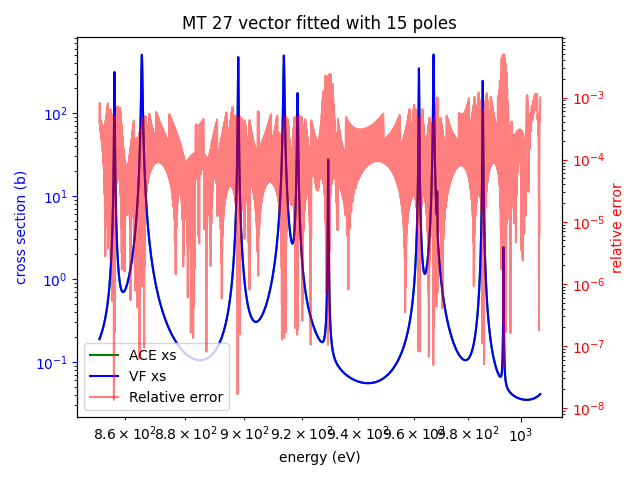 MT 27 vector fitted with 15 poles
cross section (b)
10²
10¹
10⁰
10⁻¹
10⁻³
10⁻⁴
10⁻⁵
10⁻⁶
10⁻⁷
10⁻⁸
relative error
ACE xs
VF xs
Relative error
8.6 × 10² 8.8 × 10² 9 × 10² 9.2 × 10² 9.4 × 10² 9.6 × 10² 9.8 × 10² 10³
energy (eV)